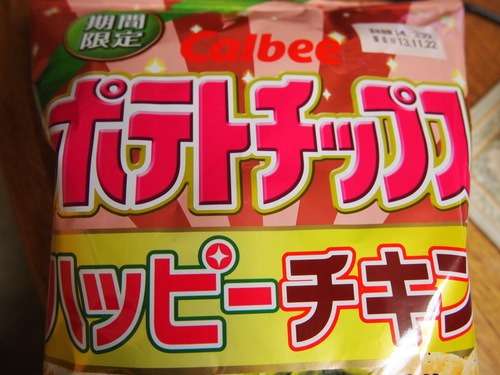 期間
限定
Calbee
13.11.22
ポテトチップス
ハッピーチキン